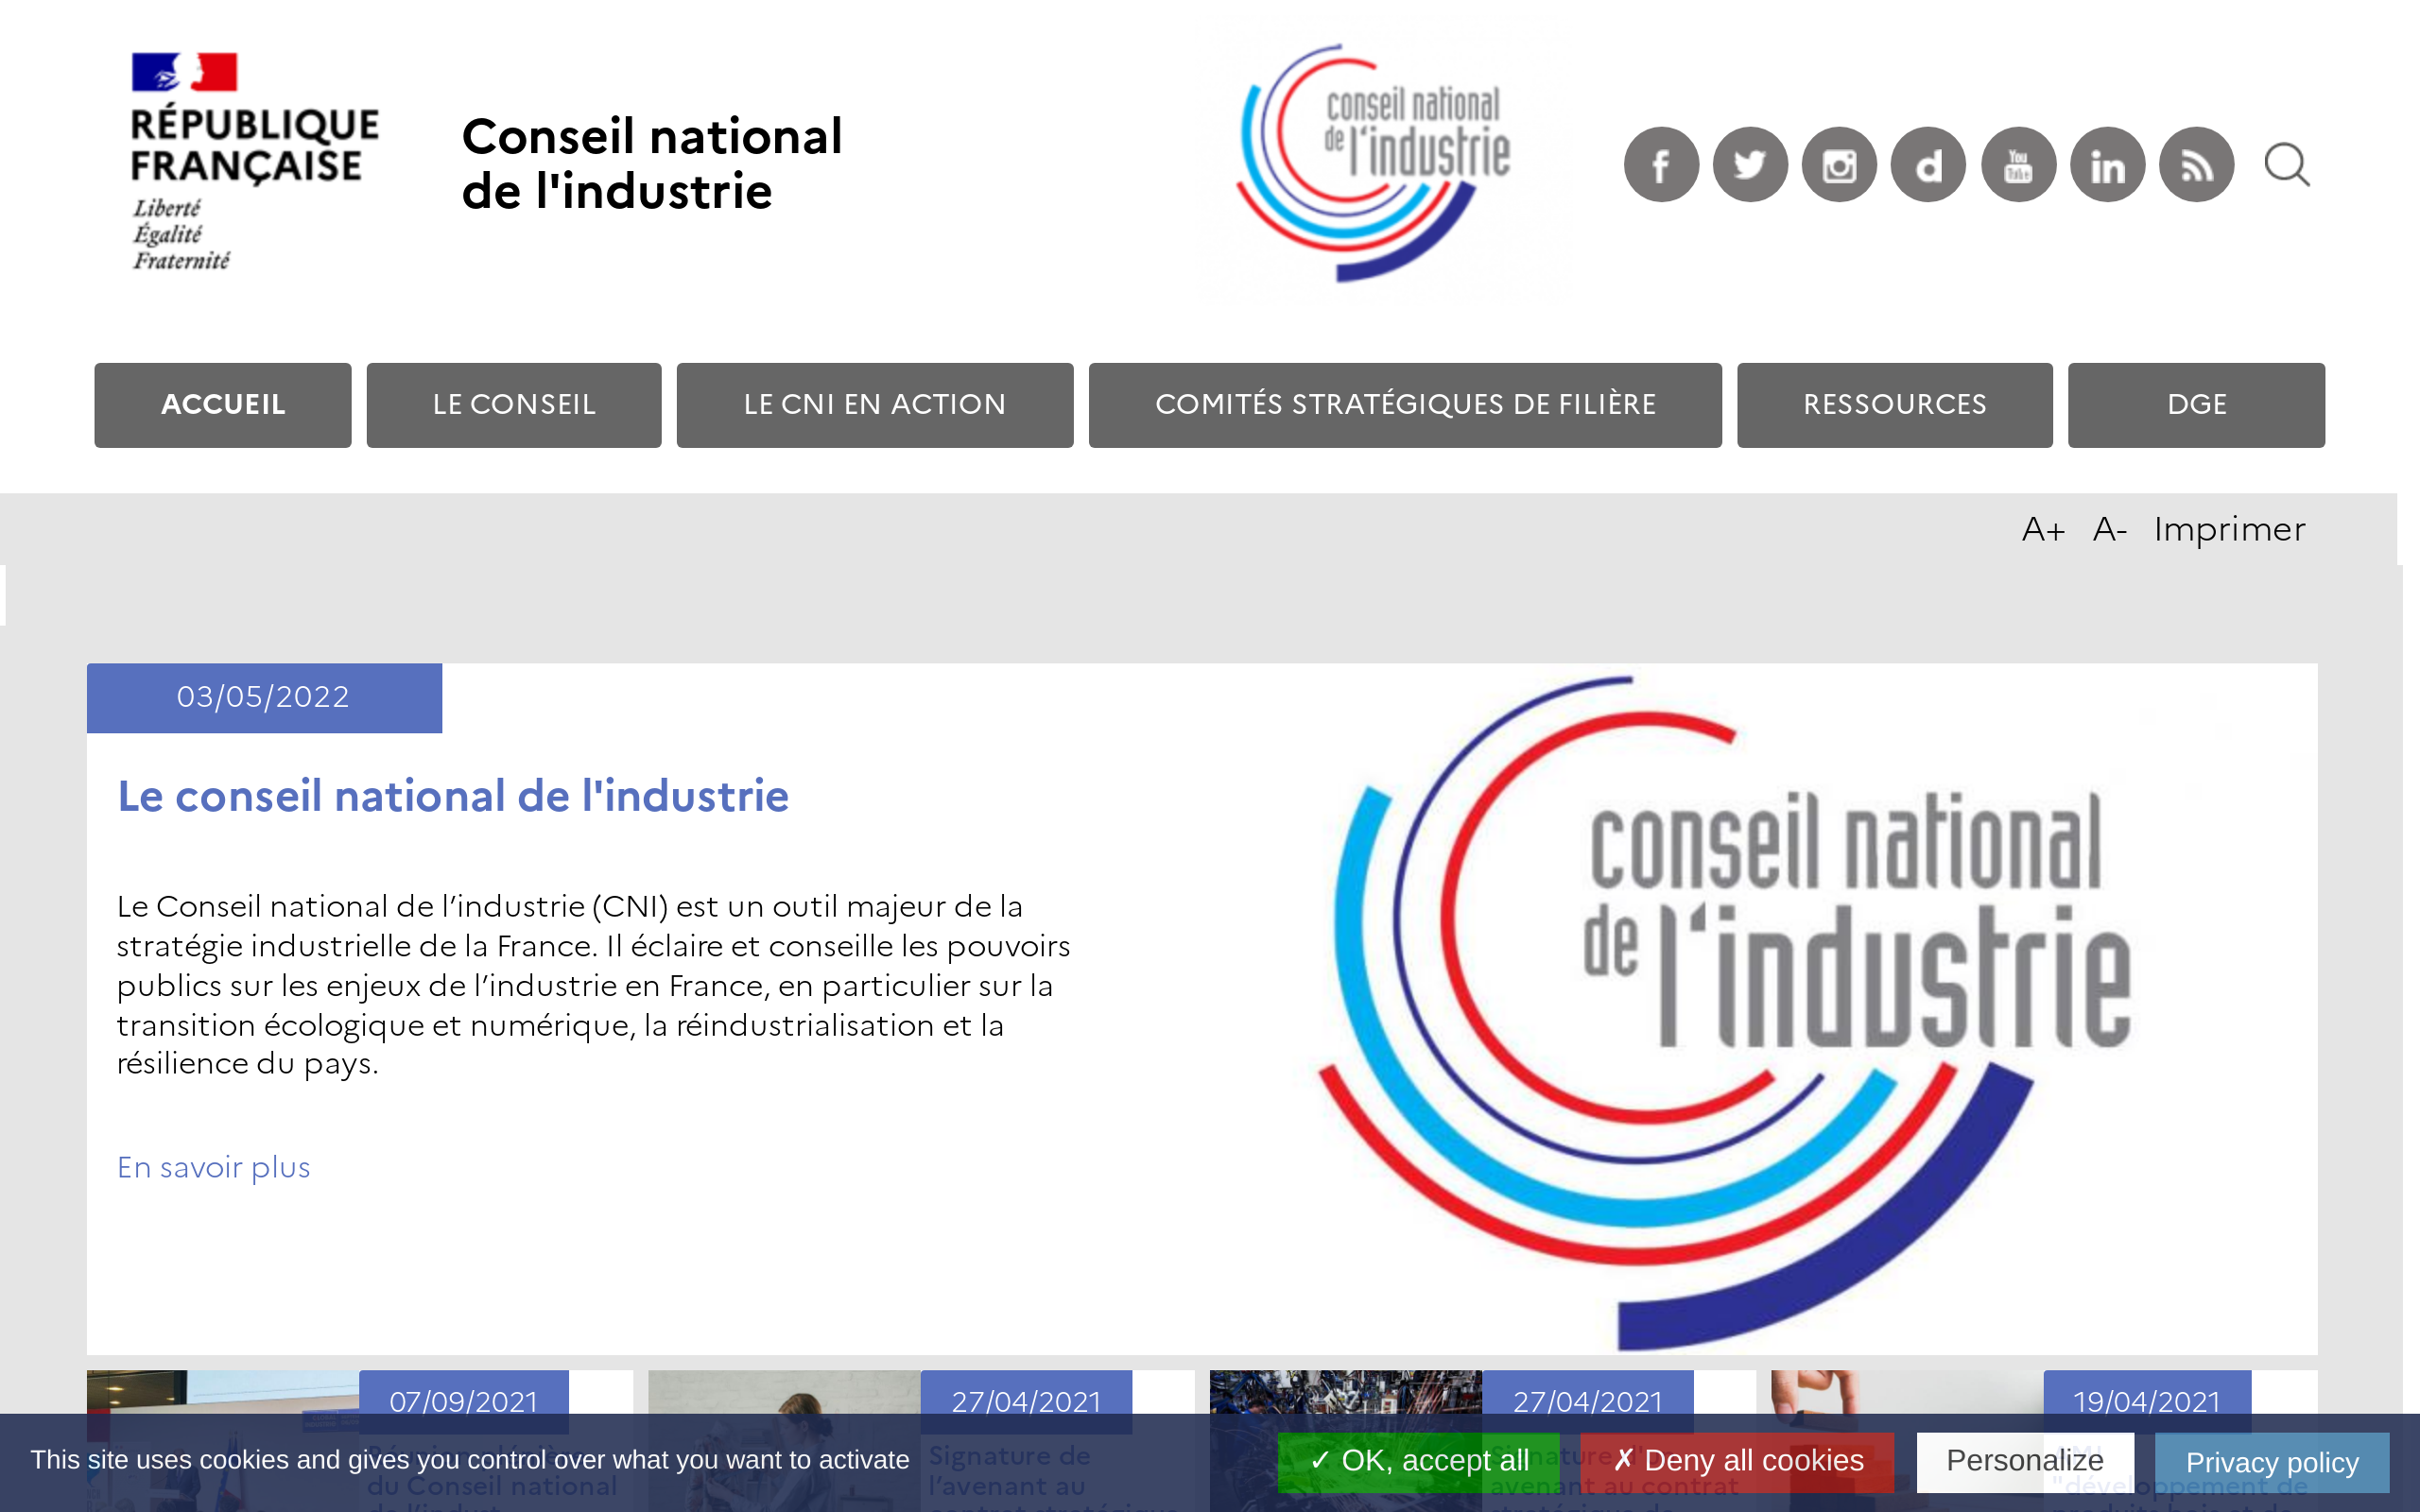 RÉPUBLIQUE
FRANÇAISE
Liberté
Égalité
Fraternité
Conseil national
de l'industrie
conseil national
de l'industrie
ACCUEIL
LE CONSEIL
LE CNI EN ACTION
COMITÉS STRATÉGIQUES DE FILIÈRE
RESSOURCES
DGE
A+ A- Imprimer
03/05/2022
Le conseil national de l'industrie
Le Conseil national de l’industrie (CNI) est un outil majeur de la
stratégie industrielle de la France. Il éclaire et conseille les pouvoirs
publics sur les enjeux de l’industrie en France, en particulier sur la
transition écologique et numérique, la réindustrialisation et la
résilience du pays.
En savoir plus
conseil national
de l'industrie
07/09/2021
du Conseil national
27/04/2021
Signature de
l’avenant au
27/04/2021
avenant au contrat
19/04/2021
"développement de
This site uses cookies and gives you control over what you want to activate
✓ OK, accept all
✗ Deny all cookies
Personalize
Privacy policy